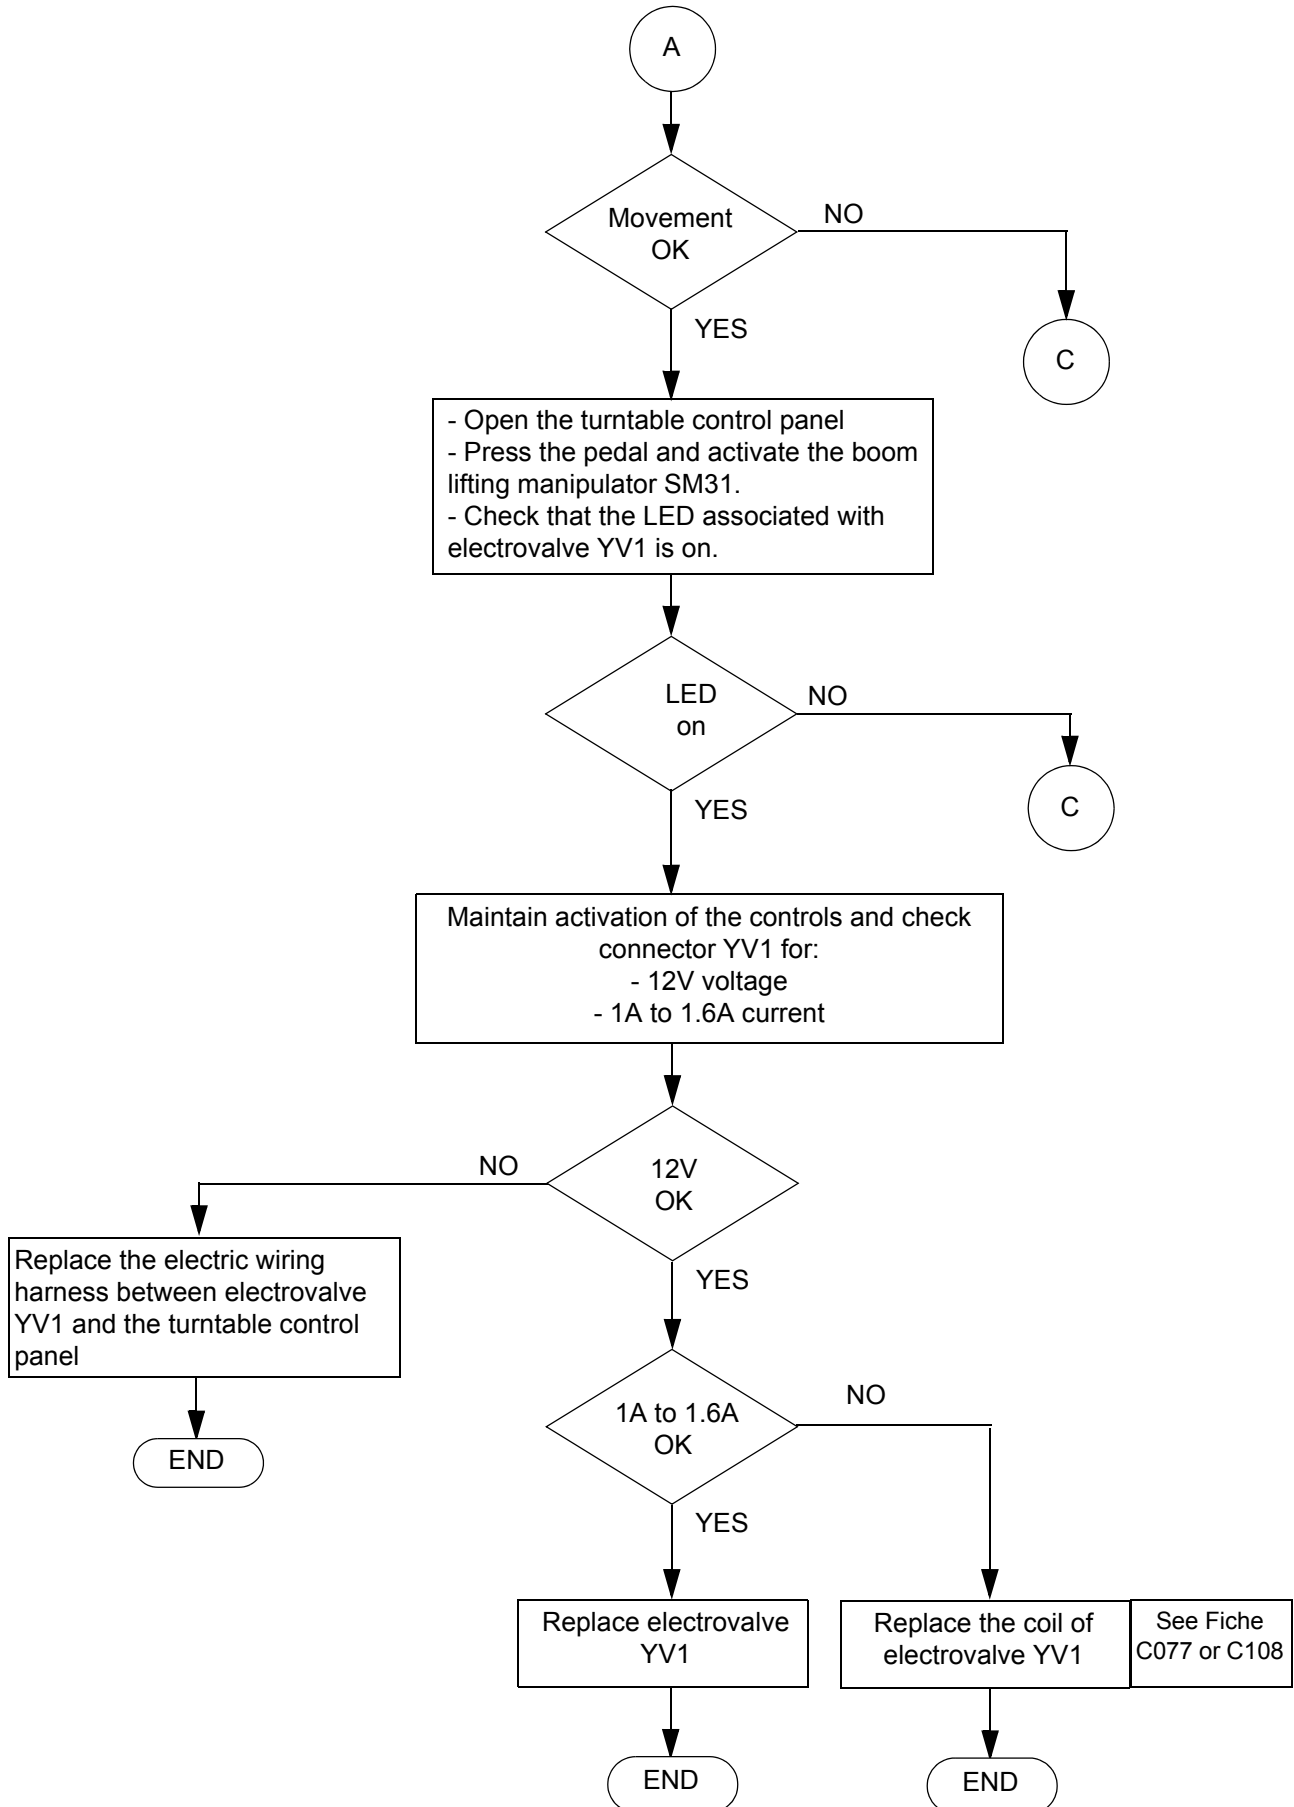 A
Movement
OK
NO
YES
C
- Open the turntable control panel
- Press the pedal and activate the boom
lifting manipulator SM31.
- Check that the LED associated with
electrovalve YV1 is on.
LED
on
NO
YES
C
Maintain activation of the controls and check
connector YV1 for:
- 12V voltage
- 1A to 1.6A current
12V
OK
NO
YES
Replace the electric wiring
harness between electrovalve
YV1 and the turntable control
panel
END
1A to 1.6A
OK
NO
YES
Replace electrovalve
YV1
Replace the coil of
electrovalve YV1
See Fiche
C077 or C108
END
END